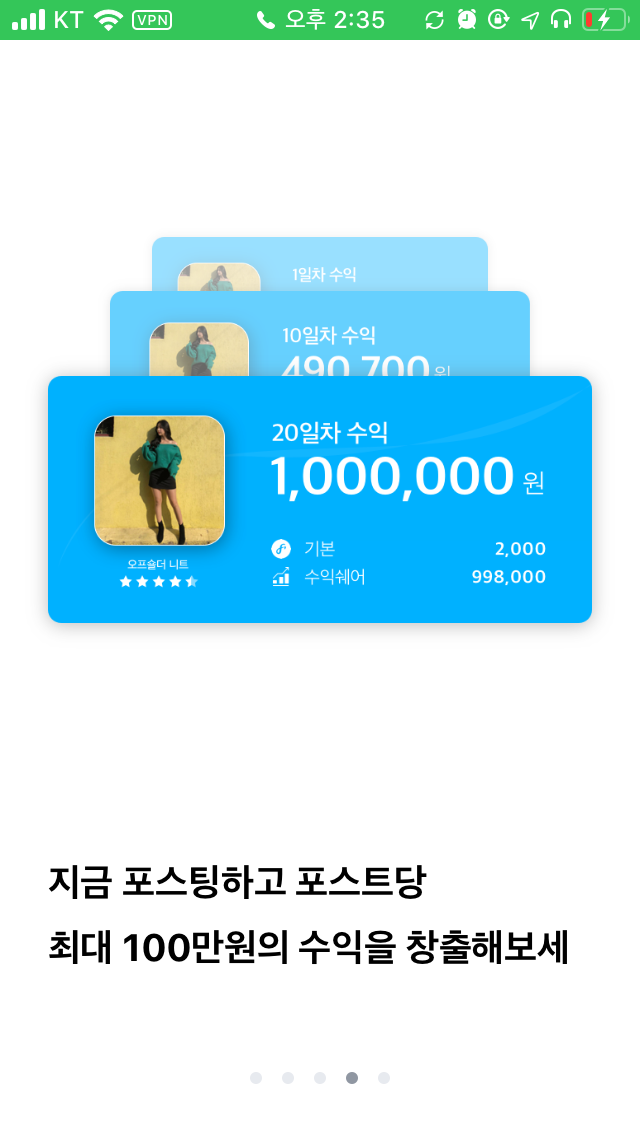 KT VPN 오후 2:35
1일차 수익
10일차 수익
490,700 원
20일차 수익
1,000,000 원
오프숄더 니트
기본 2,000
수익쉐어 998,000
지금 포스팅하고 포스트당
최대 100만원의 수익을 창출해보세